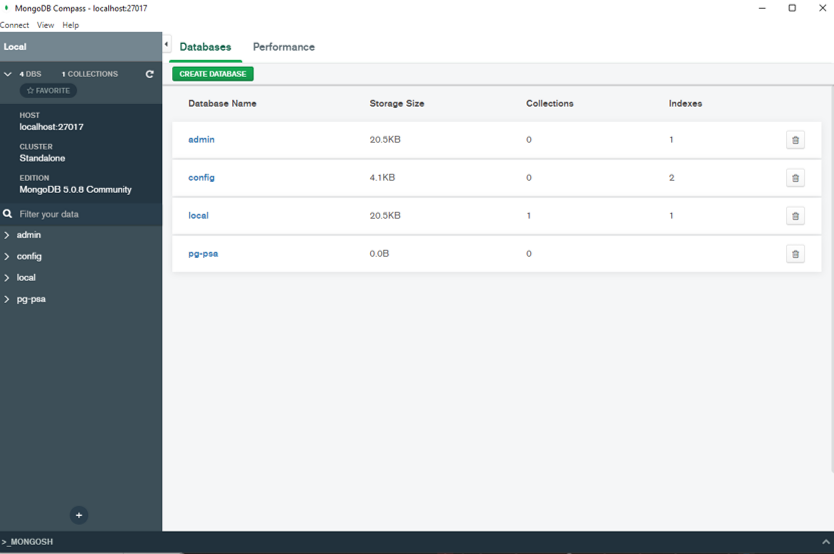 MongoDB Compass - localhost:27017
Connect View Help
Local
4 DBS 1 COLLECTIONS
FAVORITE
HOST
localhost:27017
CLUSTER
Standalone
EDITION
MongoDB 5.0.8 Community
Filter your data
admin
config
local
pg-psa
Databases Performance
CREATE DATABASE
Database Name Storage Size Collections Indexes
admin 20.5KB 0 1
config 4.1KB 0 2
local 20.5KB 1 1
pg-psa 0.0B 0
>_MONGOSH